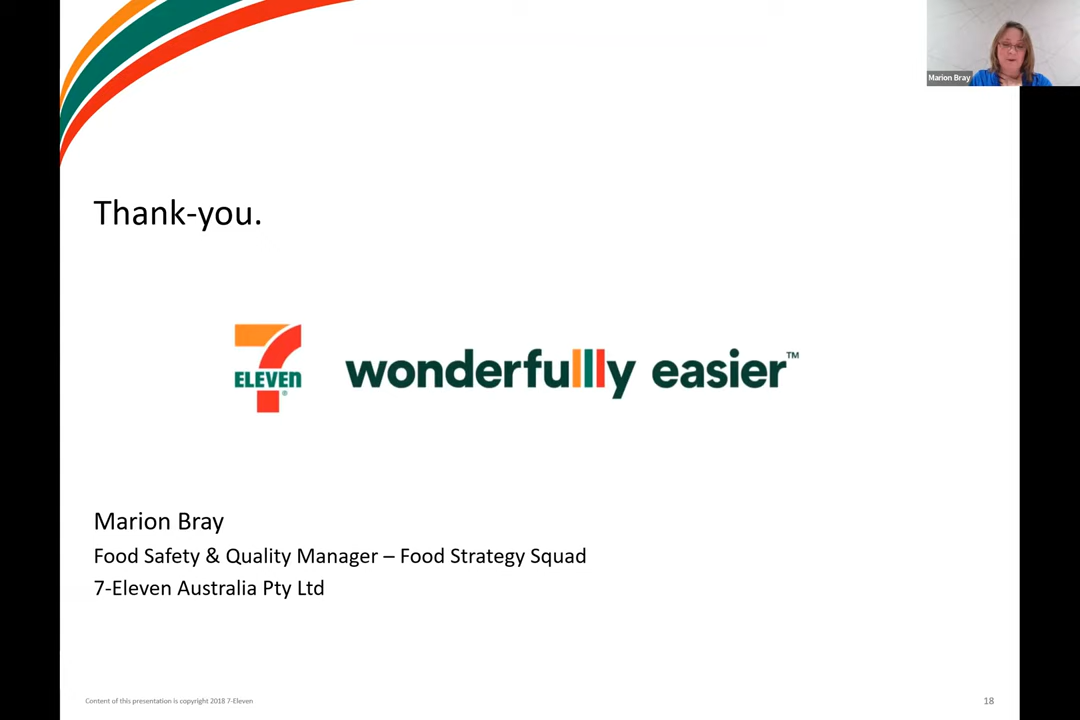 Marion Bray
Thank-you.
7
ELEVEN
®
wonderfullly easier™
Marion Bray
Food Safety & Quality Manager – Food Strategy Squad
7-Eleven Australia Pty Ltd
Content of this presentation is copyright 2018 7-Eleven
18